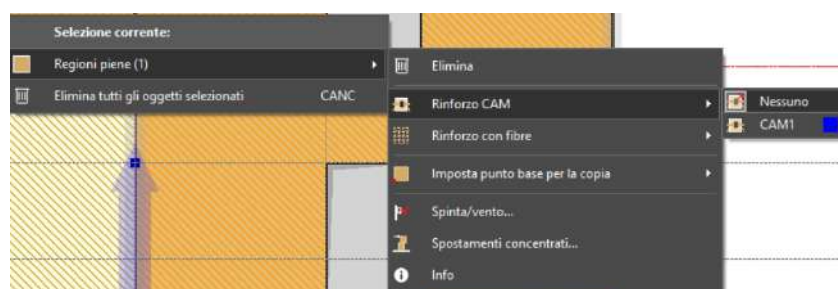 Selezione corrente:
Regioni piene (1)
Elimina tutti gli oggetti selezionati CANC
Elimina
Rinforzo CAM
Rinforzo con fibre
Imposta punto base per la copia
Spinta/vento...
Spostamenti concentrati...
Info
Nessuno
CAM1